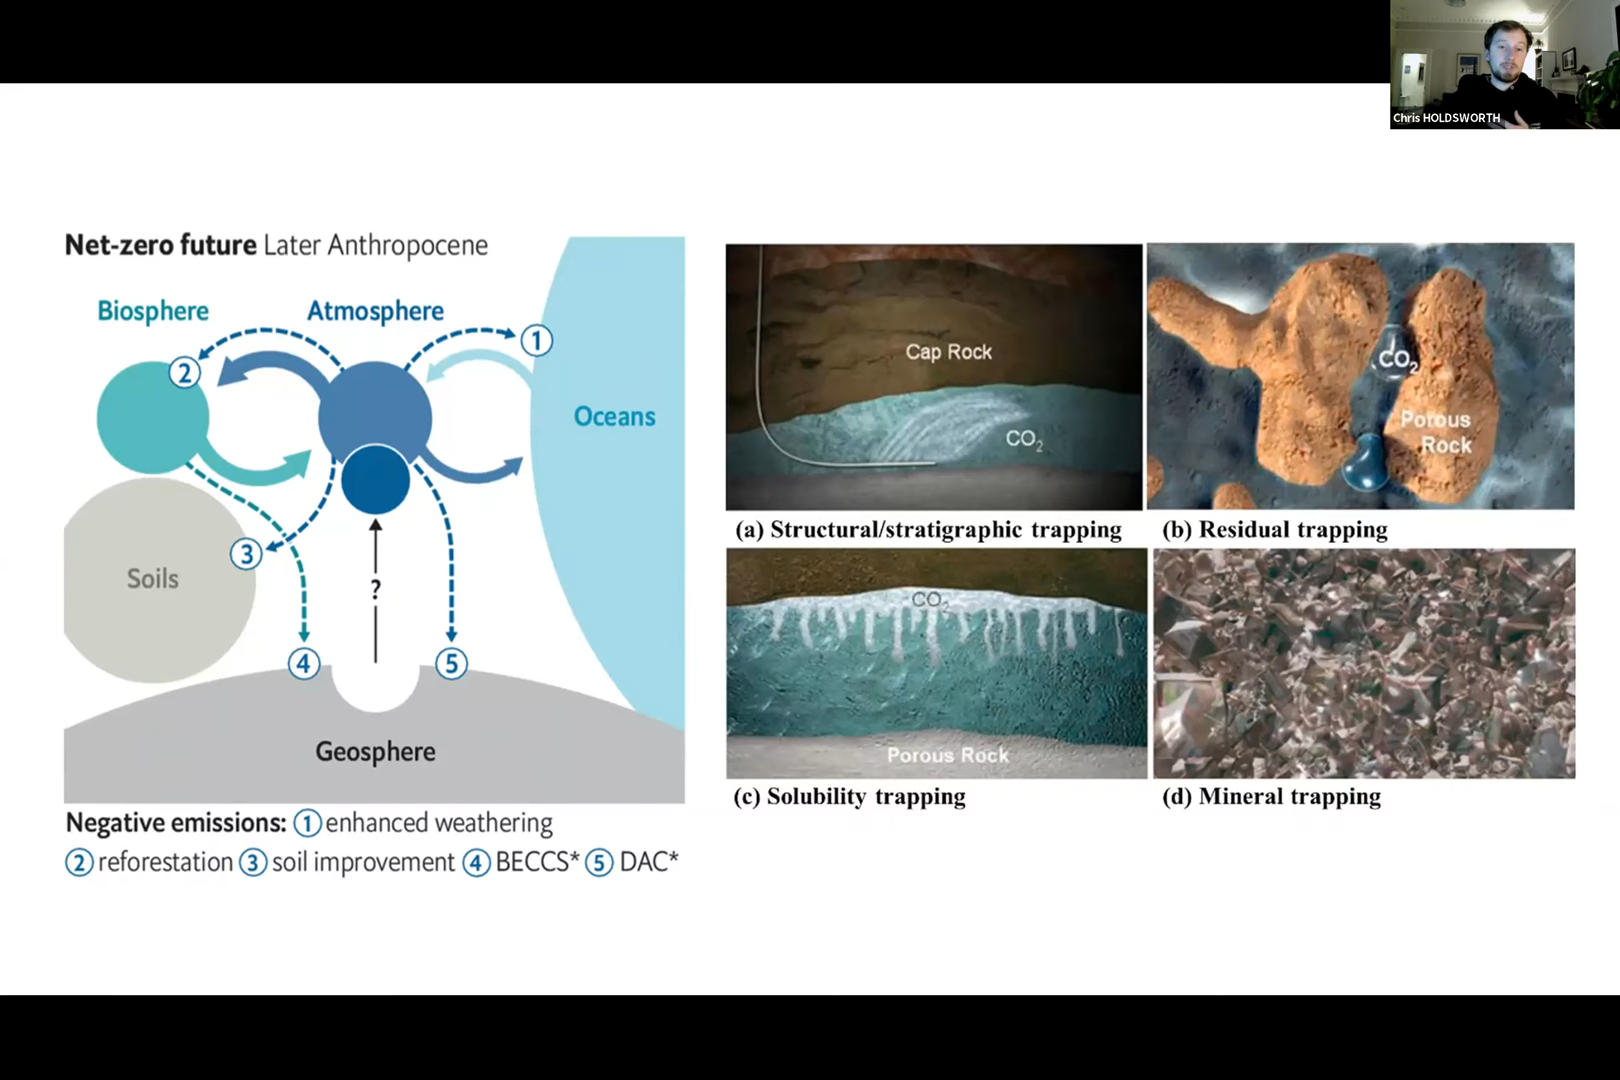 Chris HOLDSWORTH
Net-zero future Later Anthropocene
Biosphere
Atmosphere
1
2
Oceans
3
Soils
?
4
5
Geosphere
Negative emissions: 1 enhanced weathering
2 reforestation 3 soil improvement 4 BECCS* 5 DAC*
Cap Rock
CO2
(a) Structural/stratigraphic trapping
CO2
Porous
Rock
(b) Residual trapping
CO2
Porous Rock
(c) Solubility trapping
(d) Mineral trapping